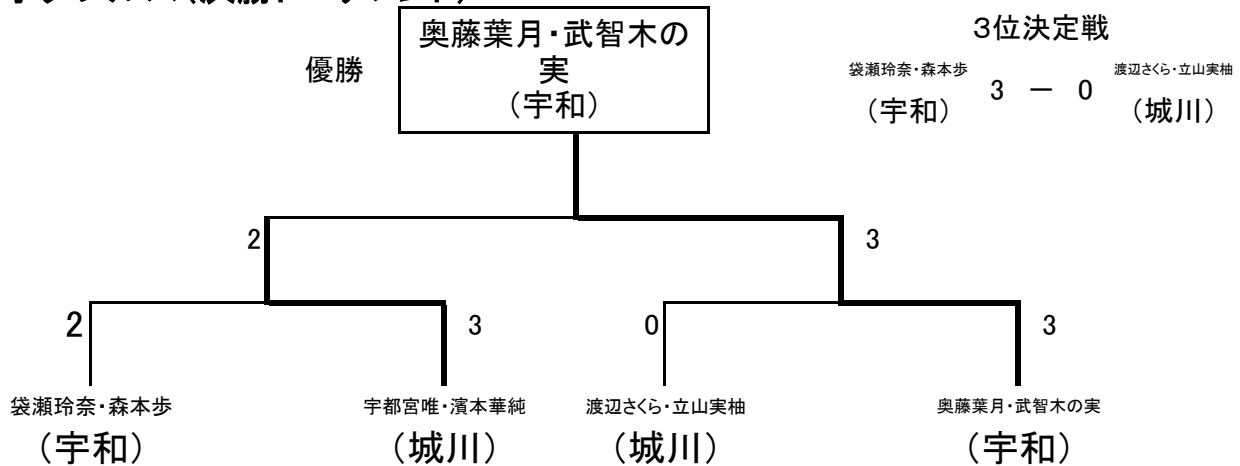 奥藤葉月・武智木の
実
（宇和）
優勝
３位決定戦
袋瀬玲奈・森本歩
3 － 0
渡辺さくら・立山実柚
（宇和）
（城川）
2
3
2
3
0
3
袋瀬玲奈・森本歩
宇都宮唯・濱本華純
渡辺さくら・立山実柚
奥藤葉月・武智木の実
（宇和）
（城川）
（城川）
（宇和）